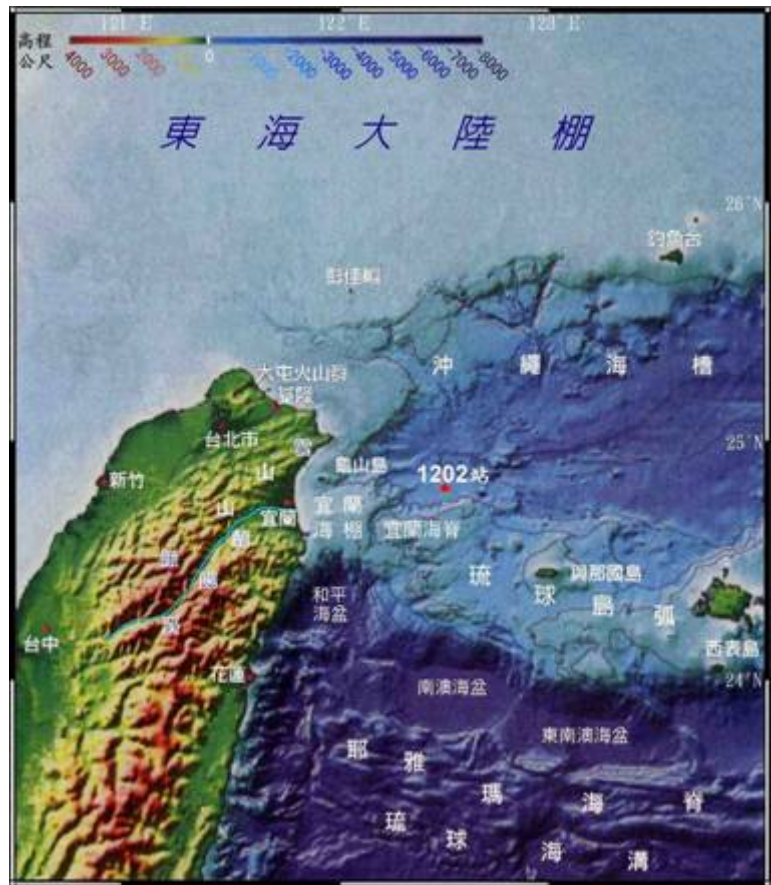 121°E 122°E 123°E
高程
公尺
4000 3000 2000 0 -1000 -2000 -3000 -4000 -5000 -6000 -7000 -8000
東海大陸棚
26°N
釣魚台
彭佳嶼
沖繩海槽
大屯火山群
基隆
台北市
25°N
龜山島
1202站
新竹
雪山山脈
宜蘭
宜蘭
海棚
宜蘭海脊
琉球島弧
與那國島
和平
海盆
台中
西表島
花蓮
24°N
南澳海盆
東南澳海盆
耶雅瑪海脊
琉球海溝